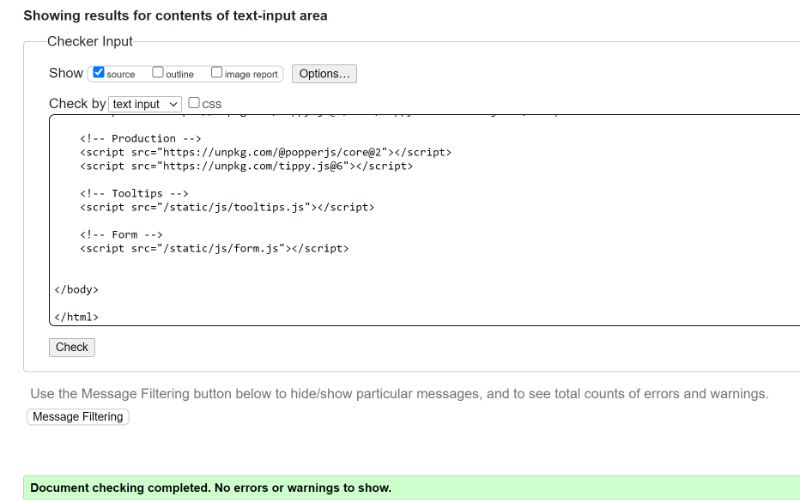 Showing results for contents of text-input area
Checker Input
Show source outline image report Options...
Check by text input css
<!-- Production -->
<script src="https://unpkg.com/@popperjs/core@2"></script>
<script src="https://unpkg.com/tippy.js@6"></script>
<!-- Tooltips -->
<script src="/static/js/tooltips.js"></script>
<!-- Form -->
<script src="/static/js/form.js"></script>
</body>
</html>
Check
Use the Message Filtering button below to hide/show particular messages, and to see total counts of errors and warnings.
Message Filtering
Document checking completed. No errors or warnings to show.